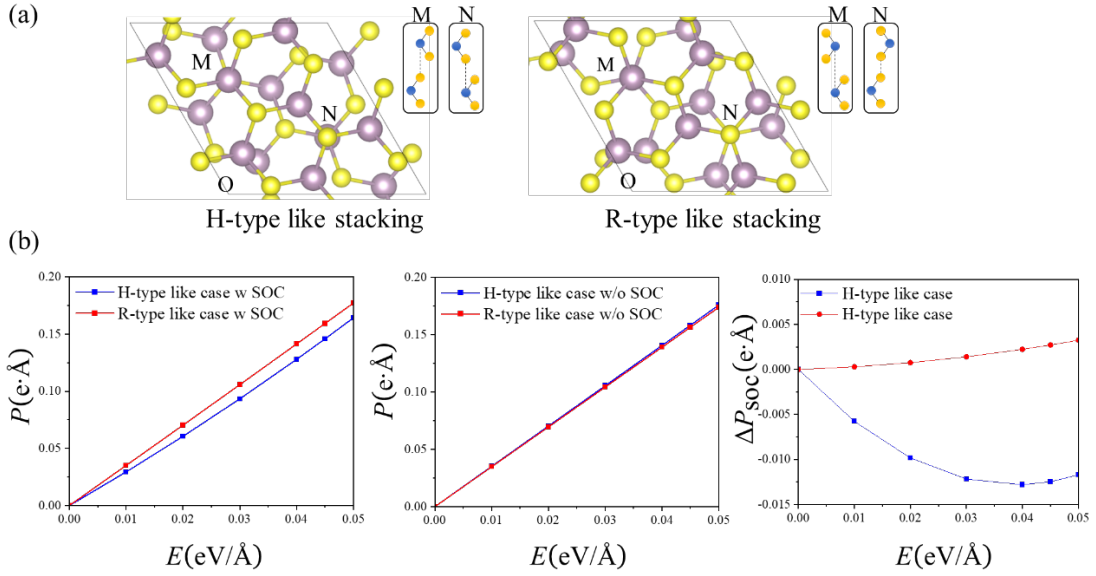 (a)
M N
M
N
O
H-type like stacking
M N
M
N
O
R-type like stacking
(b)
0.20
0.15
0.10
0.05
0.00
P(e·Å)
H-type like case w SOC
R-type like case w SOC
0.00 0.01 0.02 0.03 0.04 0.05
E(eV/Å)
0.20
0.15
0.10
0.05
0.00
P(e·Å)
H-type like case w/o SOC
R-type like case w/o SOC
0.00 0.01 0.02 0.03 0.04 0.05
E(eV/Å)
0.010
0.005
0.000
-0.005
-0.010
-0.015
ΔPsoc(e·Å)
H-type like case
H-type like case
0.00 0.01 0.02 0.03 0.04 0.05
E(eV/Å)